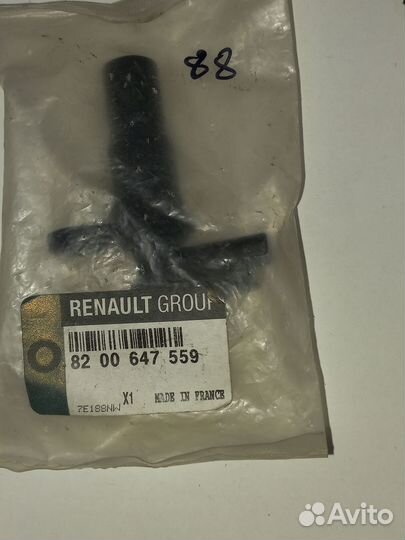 88
RENAULT GROUP
82 00 647 559
X1 MADE IN FRANCE
7E188NW
Avito